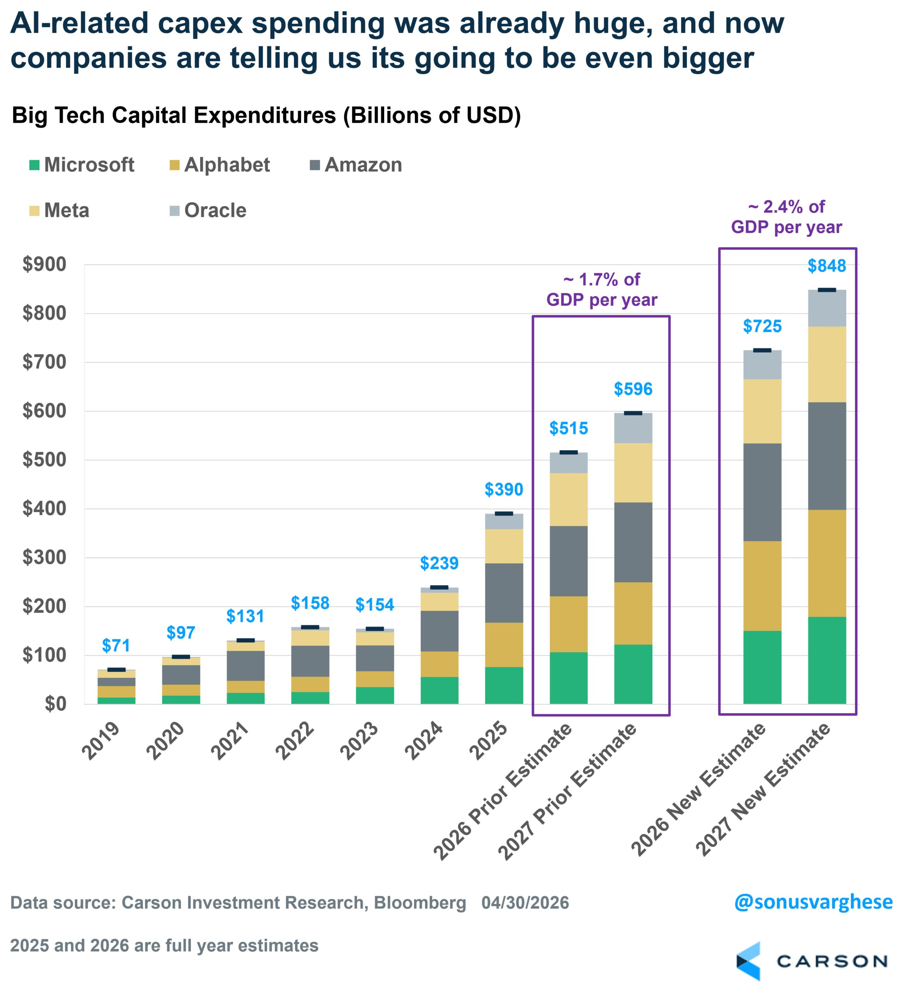 AI-related capex spending was already huge, and now
companies are telling us its going to be even bigger
Big Tech Capital Expenditures (Billions of USD)
Microsoft Alphabet Amazon
Meta Oracle
~ 2.4% of
GDP per year
~ 1.7% of
GDP per year
$900
$800
$700
$600
$500
$400
$300
$200
$100
$0
$71
$97
$131
$158
$154
$239
$390
$515
$596
$725
$848
2019
2020
2021
2022
2023
2024
2025
2026 Prior Estimate
2027 Prior Estimate
2026 New Estimate
2027 New Estimate
Data source: Carson Investment Research, Bloomberg 04/30/2026
@sonusvarghese
2025 and 2026 are full year estimates
CARSON